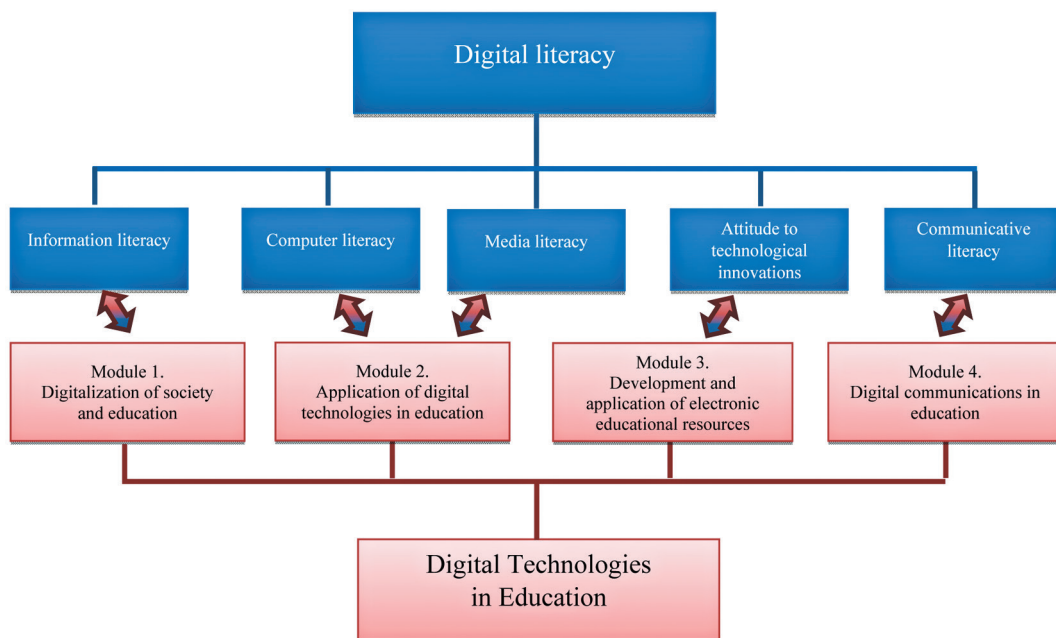 Digital literacy
Information literacy
Computer literacy
Media literacy
Attitude to
technological
innovations
Communicative
literacy
Module 1.
Digitalization of society
and education
Module 2.
Application of digital
technologies in education
Module 3.
Development and
application of electronic
educational resources
Module 4.
Digital communications in
education
Digital Technologies
in Education